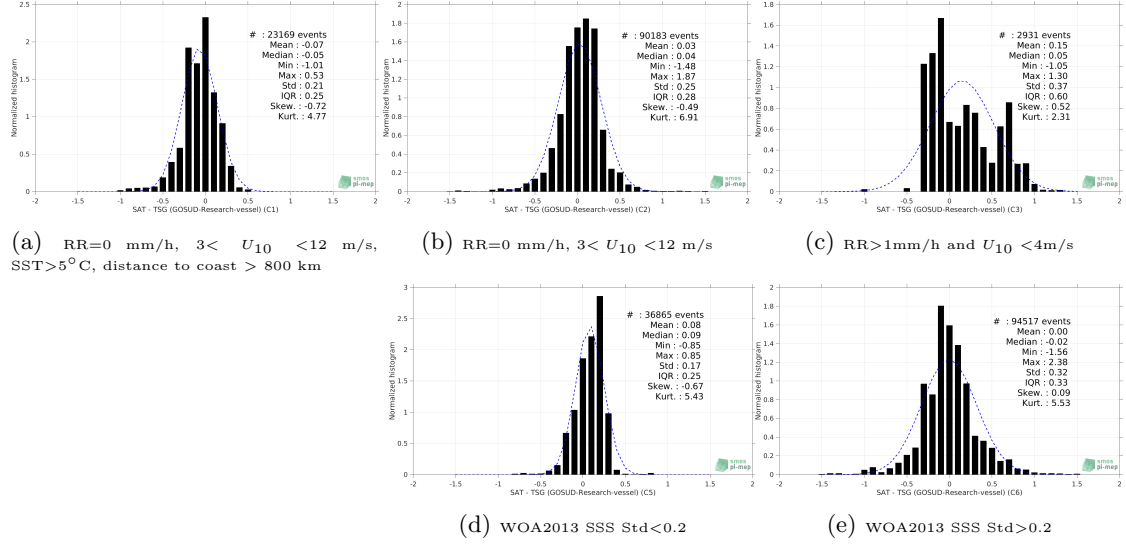 2.5
2
1.5
1
0.5
0
-2
-1.5
-1
-0.5
0
0.5
1
1.5
2
Normalized histogram
# : 23169 events
Mean : -0.07
Median : -0.05
Min : -1.01
Max : 0.53
Std : 0.21
IQR : 0.25
Skew. : -0.72
Kurt. : 4.77
smos
pi-mep
SAT - TSG (GOSUD-Research-vessel) (C1)
(a) RR=0 mm/h, 3< U10 <12 m/s,
SST>5°C, distance to coast > 800 km
2
1.8
1.6
1.4
1.2
1
0.8
0.6
0.4
0.2
0
-2
-1.5
-1
-0.5
0
0.5
1
1.5
2
Normalized histogram
# : 90183 events
Mean : 0.03
Median : 0.04
Min : -1.48
Max : 1.87
Std : 0.25
IQR : 0.28
Skew. : -0.49
Kurt. : 6.91
smos
pi-mep
SAT - TSG (GOSUD-Research-vessel) (C2)
(b) RR=0 mm/h, 3< U10 <12 m/s
1.8
1.6
1.4
1.2
1
0.8
0.6
0.4
0.2
0
-2
-1.5
-1
-0.5
0
0.5
1
1.5
2
Normalized histogram
# : 2931 events
Mean : 0.15
Median : 0.05
Min : -1.05
Max : 1.30
Std : 0.37
IQR : 0.60
Skew. : 0.52
Kurt. : 2.31
smos
pi-mep
SAT - TSG (GOSUD-Research-vessel) (C3)
(c) RR>1mm/h and U10 <4m/s
3
2.5
2
1.5
1
0.5
0
-2
-1.5
-1
-0.5
0
0.5
1
1.5
2
Normalized histogram
# : 36865 events
Mean : 0.08
Median : 0.09
Min : -0.85
Max : 0.85
Std : 0.17
IQR : 0.25
Skew. : -0.67
Kurt. : 5.43
smos
pi-mep
SAT - TSG (GOSUD-Research-vessel) (C5)
(d) WOA2013 SSS Std<0.2
2
1.8
1.6
1.4
1.2
1
0.8
0.6
0.4
0.2
0
-2
-1.5
-1
-0.5
0
0.5
1
1.5
2
Normalized histogram
# : 94517 events
Mean : 0.00
Median : -0.02
Min : -1.56
Max : 2.38
Std : 0.32
IQR : 0.33
Skew. : 0.09
Kurt. : 5.53
smos
pi-mep
SAT - TSG (GOSUD-Research-vessel) (C6)
(e) WOA2013 SSS Std>0.2